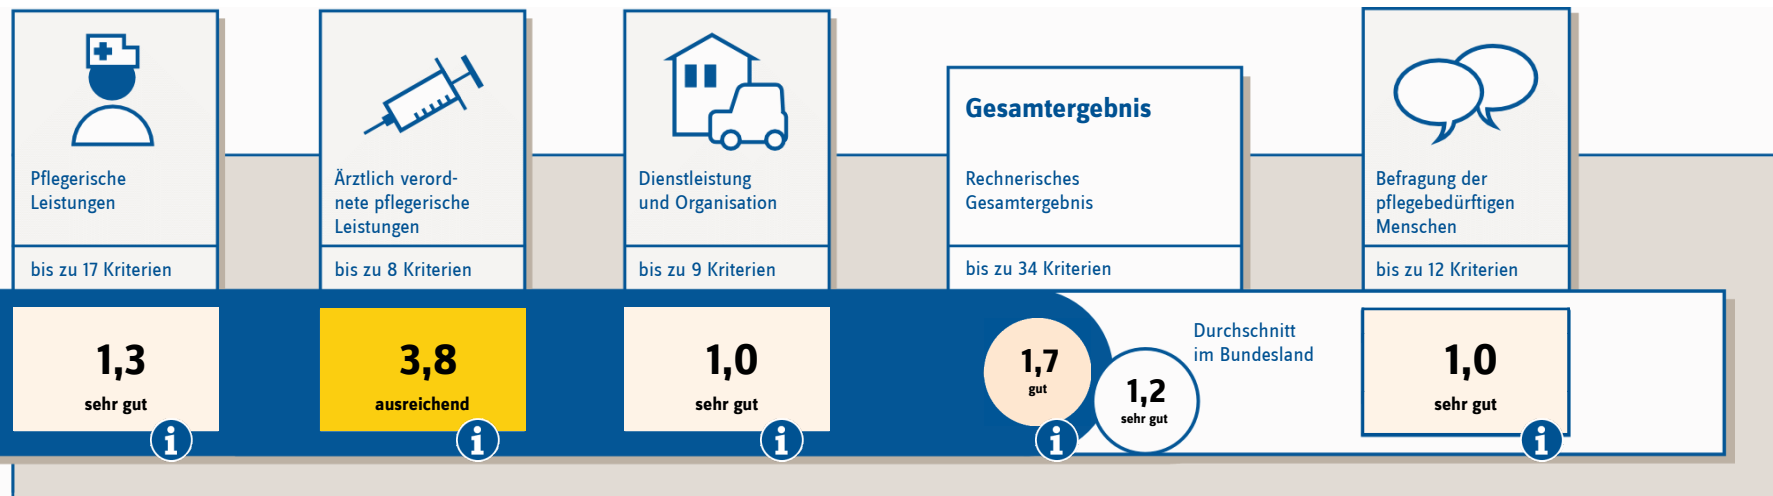 Pflegerische
Leistungen
bis zu 17 Kriterien
1,3
sehr gut
i
Ärztlich verord-
nete pflegerische
Leistungen
bis zu 8 Kriterien
3,8
ausreichend
i
Dienstleistung
und Organisation
bis zu 9 Kriterien
1,0
sehr gut
i
Gesamtergebnis
Rechnerisches
Gesamtergebnis
bis zu 34 Kriterien
1,7
gut
i
Durchschnitt
im Bundesland
1,2
sehr gut
Befragung der
pflegebedürftigen
Menschen
bis zu 12 Kriterien
1,0
sehr gut
i